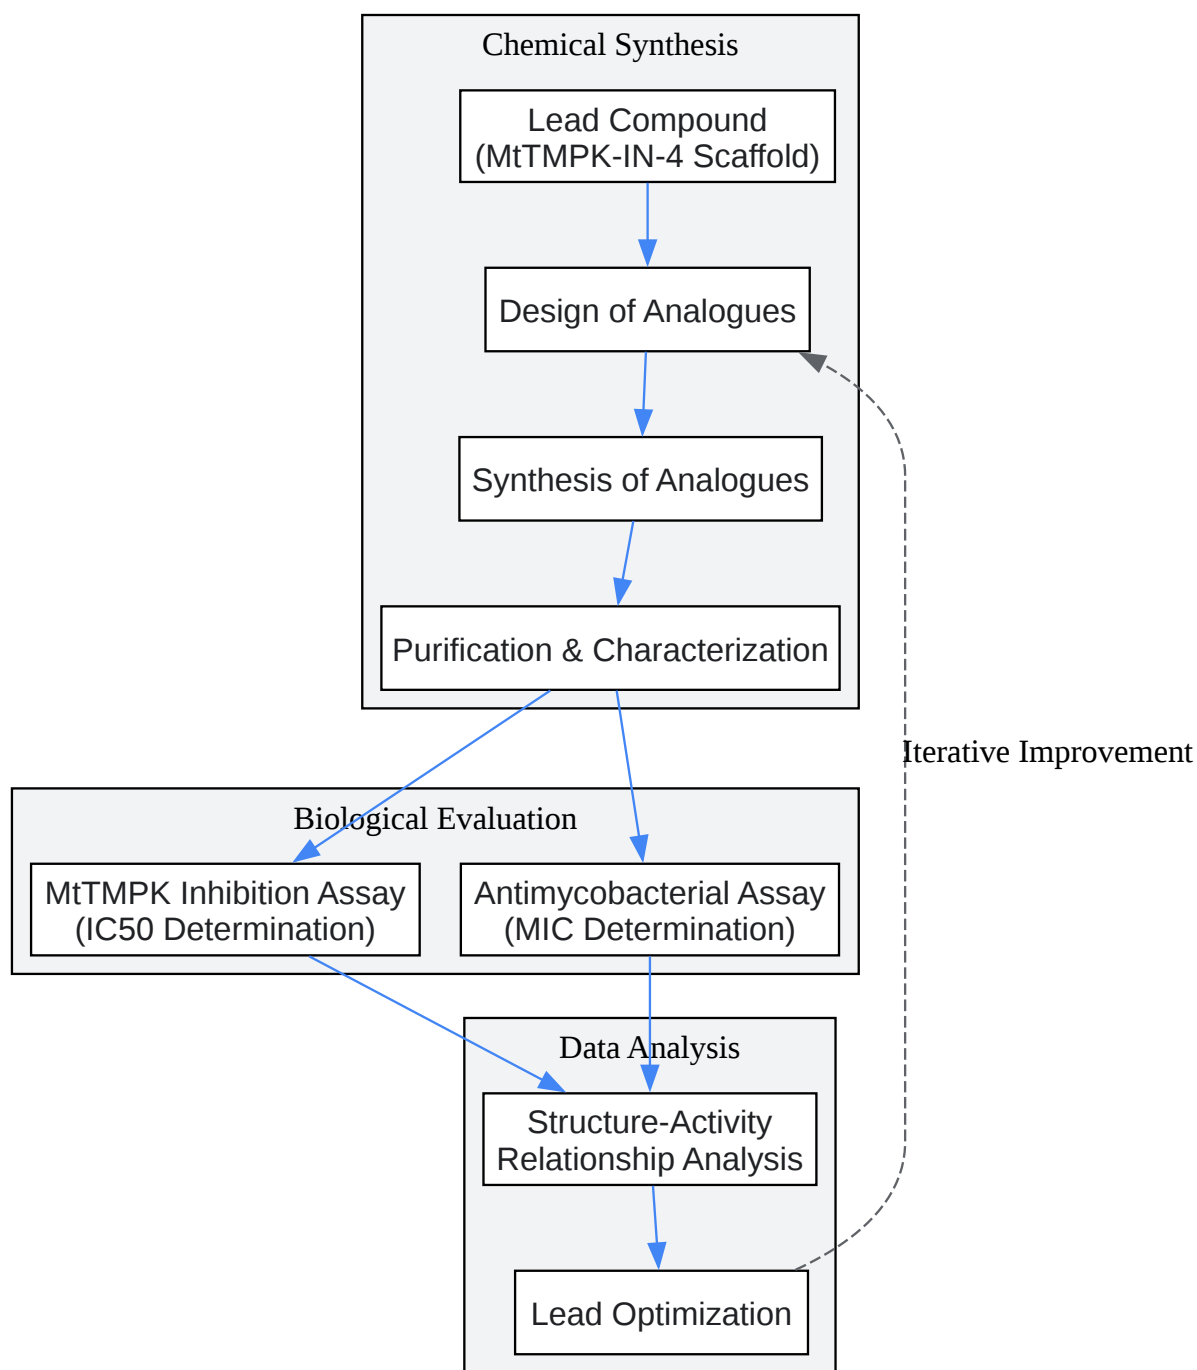 Chemical Synthesis
Lead Compound
(MtTMPK-IN-4 Scaffold)
Design of Analogues
Synthesis of Analogues
Purification & Characterization
Iterative Improvement
Biological Evaluation
MtTMPK Inhibition Assay
(IC50 Determination)
Antimycobacterial Assay
(MIC Determination)
Data Analysis
Structure-Activity
Relationship Analysis
Lead Optimization